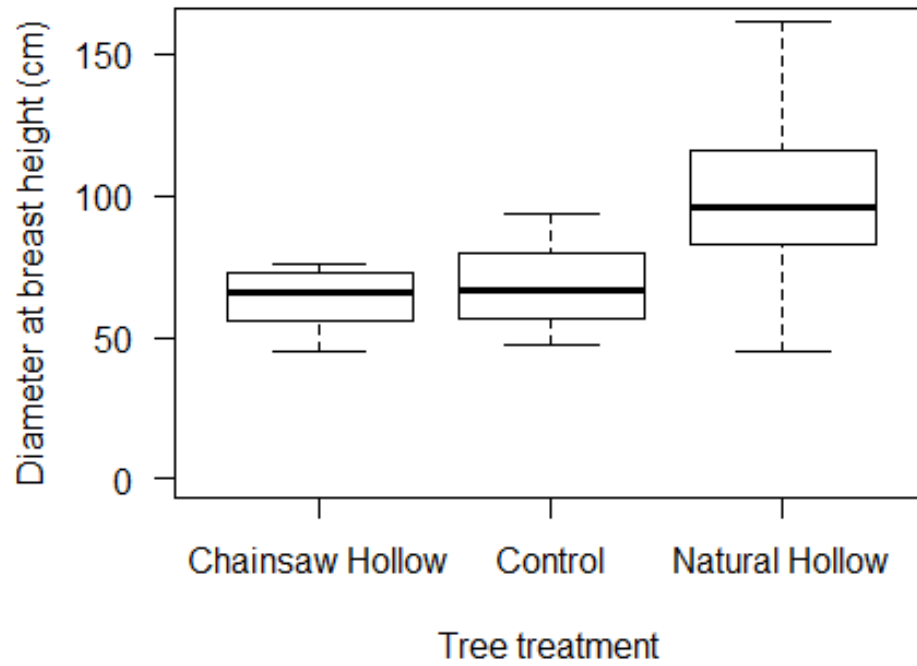 Diameter at breast height (cm)
150
100
50
0
Chainsaw Hollow
Control
Natural Hollow
Tree treatment